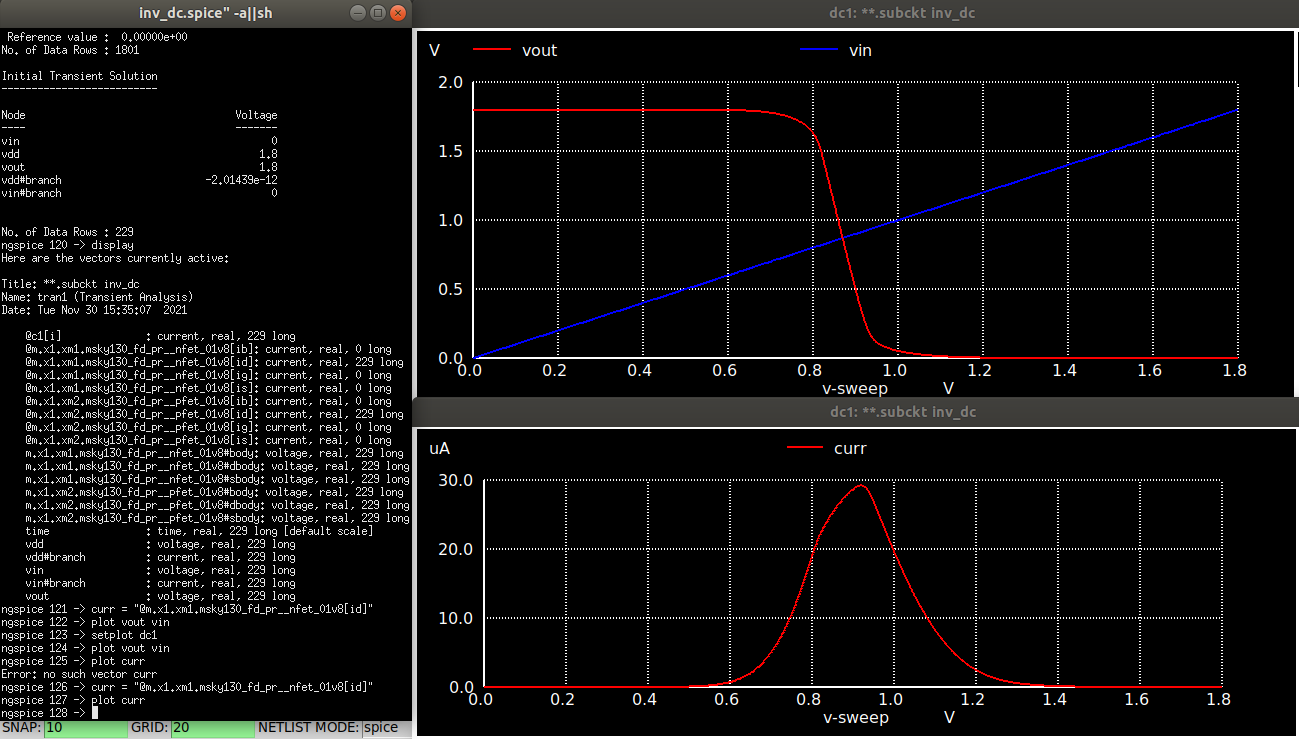 inv_dc.spice" -a||sh
Reference value :  0.00000e+00
No. of Data Rows : 1801
Initial Transient Solution
--------------------------
Node                                   Voltage
----                                   -------
vin                                          0
vdd                                        1.8
vout                                       1.8
vdd#branch                        -2.01439e-12
vin#branch                                   0
No. of Data Rows : 229
ngspice 120 -> display
Here are the vectors currently active:
Title: **.subckt inv_dc
Name: tran1 (Transient Analysis)
Date: Tue Nov 30 15:35:07  2021
@c1[i]              : current, real, 229 long
@m.x1.xm1.msky130_fd_pr__nfet_01v8[ib]: current, real, 0 long
@m.x1.xm1.msky130_fd_pr__nfet_01v8[id]: current, real, 229 long
@m.x1.xm1.msky130_fd_pr__nfet_01v8[ig]: current, real, 0 long
@m.x1.xm1.msky130_fd_pr__nfet_01v8[is]: current, real, 0 long
@m.x1.xm2.msky130_fd_pr__pfet_01v8[ib]: current, real, 0 long
@m.x1.xm2.msky130_fd_pr__pfet_01v8[id]: current, real, 229 long
@m.x1.xm2.msky130_fd_pr__pfet_01v8[ig]: current, real, 0 long
@m.x1.xm2.msky130_fd_pr__pfet_01v8[is]: current, real, 0 long
m.x1.xm1.msky130_fd_pr__nfet_01v8#body: voltage, real, 229 long
m.x1.xm1.msky130_fd_pr__nfet_01v8#dbody: voltage, real, 229 long
m.x1.xm1.msky130_fd_pr__nfet_01v8#sbody: voltage, real, 229 long
m.x1.xm2.msky130_fd_pr__pfet_01v8#body: voltage, real, 229 long
m.x1.xm2.msky130_fd_pr__pfet_01v8#dbody: voltage, real, 229 long
m.x1.xm2.msky130_fd_pr__pfet_01v8#sbody: voltage, real, 229 long
time                : time, real, 229 long [default scale]
vdd                 : voltage, real, 229 long
vdd#branch          : current, real, 229 long
vin                 : voltage, real, 229 long
vin#branch          : current, real, 229 long
vout                : voltage, real, 229 long
ngspice 121 -> curr = "@m.x1.xm1.msky130_fd_pr__nfet_01v8[id]"
ngspice 122 -> plot vout vin
ngspice 123 -> setplot dc1
ngspice 124 -> plot vout vin
ngspice 125 -> plot curr
Error: no such vector curr
ngspice 126 -> curr = "@m.x1.xm1.msky130_fd_pr__nfet_01v8[id]"
ngspice 127 -> plot curr
ngspice 128 ->
SNAP: 10 GRID: 20 NETLIST MODE: spice
dc1: **.subckt inv_dc
V vout vin
2.0
1.5
1.0
0.5
0.0
0.0 0.2 0.4 0.6 0.8 1.0 1.2 1.4 1.6 1.8
v-sweep V
dc1: **.subckt inv_dc
uA curr
30.0
20.0
10.0
0.0
0.0 0.2 0.4 0.6 0.8 1.0 1.2 1.4 1.6 1.8
v-sweep V